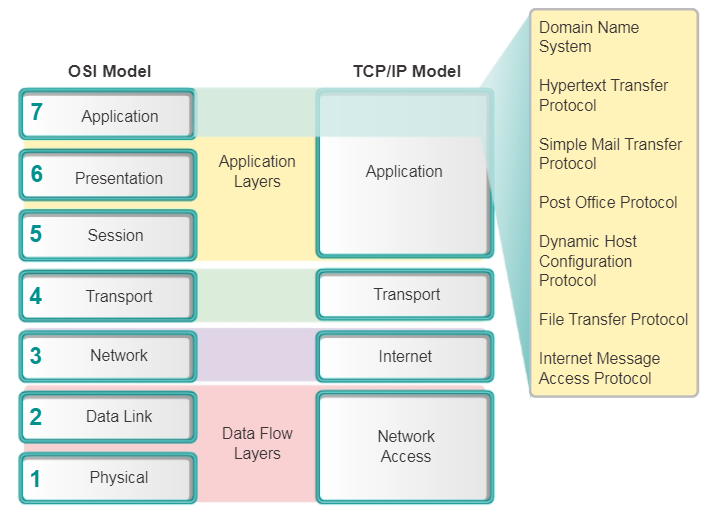 OSI Model
TCP/IP Model
7 Application
6 Presentation
5 Session
4 Transport
3 Network
2 Data Link
1 Physical
Application
Layers
Data Flow
Layers
Application
Transport
Internet
Network
Access
Domain Name
System
Hypertext Transfer
Protocol
Simple Mail Transfer
Protocol
Post Office Protocol
Dynamic Host
Configuration
Protocol
File Transfer Protocol
Internet Message
Access Protocol